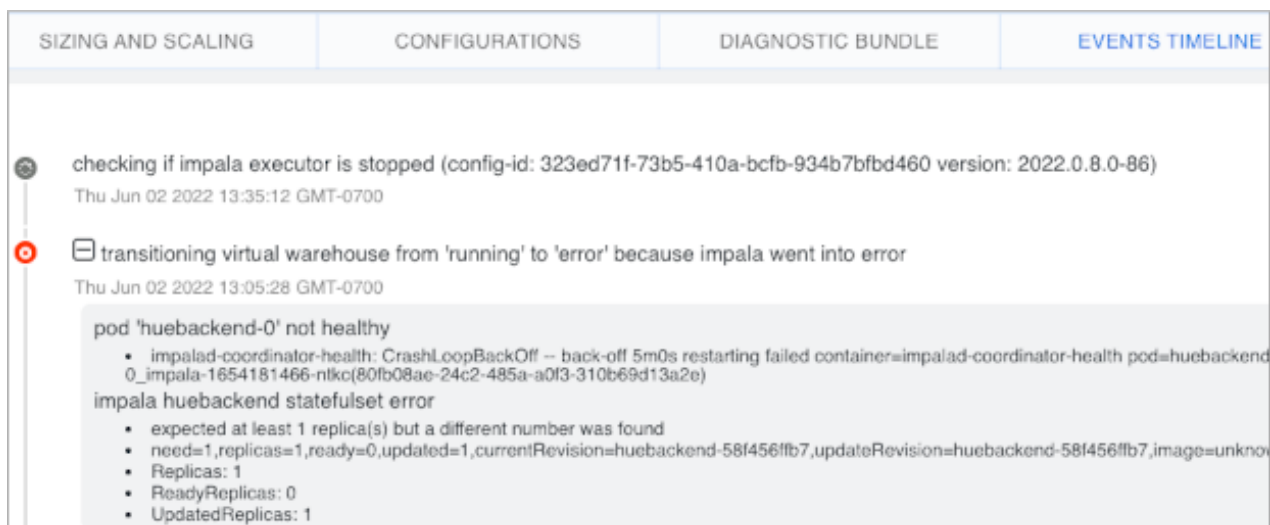 SIZING AND SCALING
CONFIGURATIONS
DIAGNOSTIC BUNDLE
EVENTS TIMELINE
checking if impala executor is stopped (config-id: 323ed71f-73b5-410a-bcfb-934b7bfbd460 version: 2022.0.8.0-86)
Thu Jun 02 2022 13:35:12 GMT-0700
transitioning virtual warehouse from 'running' to 'error' because impala went into error
Thu Jun 02 2022 13:05:28 GMT-0700
pod 'huebackend-0' not healthy
• impalad-coordinator-health: CrashLoopBackOff -- back-off 5m0s restarting failed container=impalad-coordinator-health pod=huebackend
0_impala-1654181466-ntkc(80fb08ae-24c2-485a-a0f3-310b69d13a2e)
impala huebackend statefulset error
• expected at least 1 replica(s) but a different number was found
• need=1,replicas=1,ready=0,updated=1,currentRevision=huebackend-58f456ffb7,updateRevision=huebackend-58f456ffb7,image=unknow
• Replicas: 1
• ReadyReplicas: 0
• UpdatedReplicas: 1